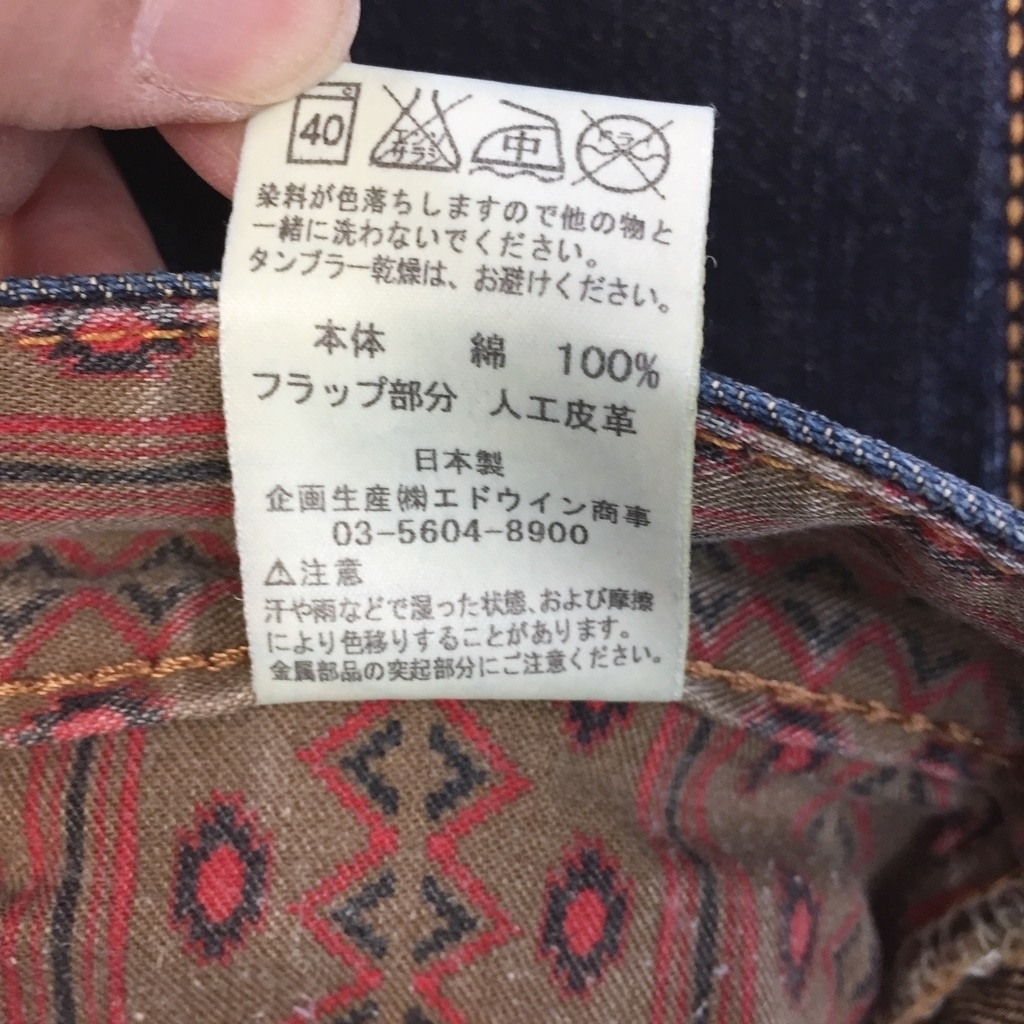 40 エンソサラシ 中 ドライ
染料が色落ちしますので他の物と
一緒に洗わないでください。
タンブラー乾燥は、お避けください。
本体 綿 100%
フラップ部分 人工皮革
日本製
企画生産㈱エドウイン商事
03-5604-8900
⚠注意
汗や雨などで湿った状態、および摩擦
により色移りすることがあります。
金属部品の突起部分にご注意ください。